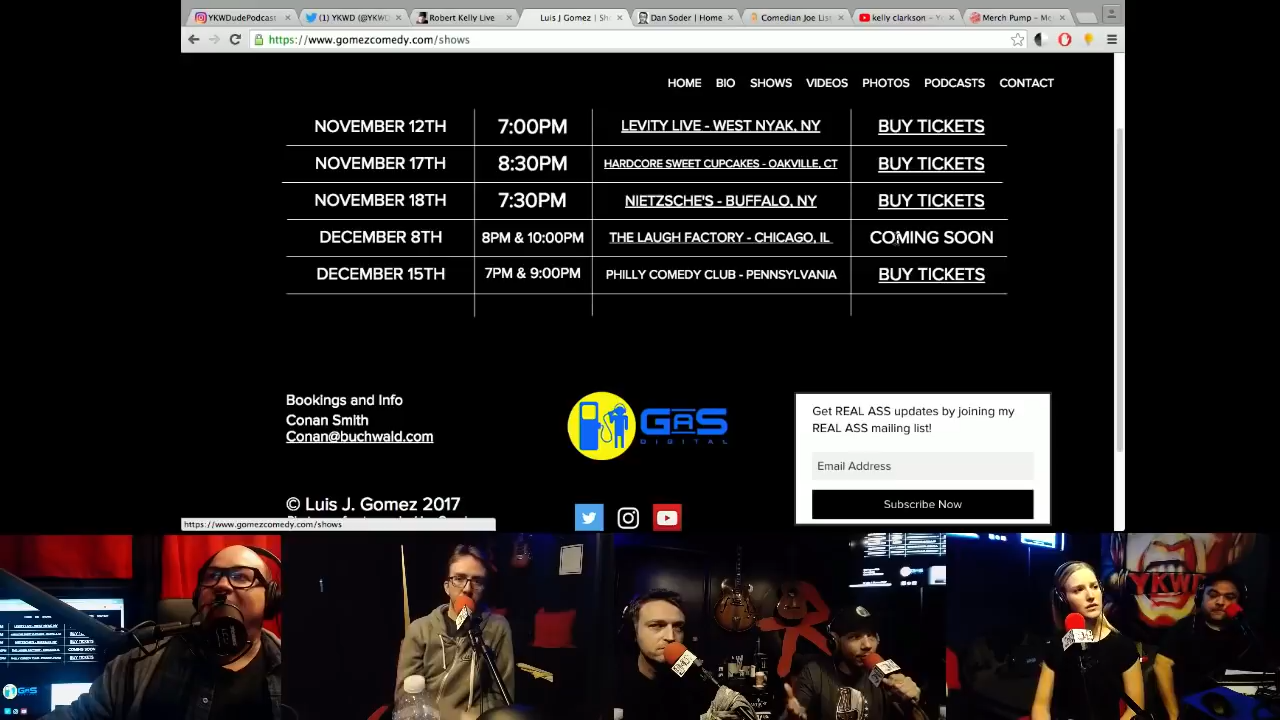 YKWDudePodcast
(1) YKWD (@YKWD
Robert Kelly Live
Luis J Gomez | Sh
Dan Soder | Home
Comedian Joe Lis
kelly clarkson - Y
Merch Pump - M
https://www.gomezcomedy.com/shows
HOME BIO SHOWS VIDEOS PHOTOS PODCASTS CONTACT
NOVEMBER 12TH 7:00PM LEVITY LIVE - WEST NYAK, NY BUY TICKETS
NOVEMBER 17TH 8:30PM HARDCORE SWEET CUPCAKES - OAKVILLE, CT BUY TICKETS
NOVEMBER 18TH 7:30PM NIETZSCHE'S - BUFFALO, NY BUY TICKETS
DECEMBER 8TH 8PM & 10:00PM THE LAUGH FACTORY - CHICAGO, IL COMING SOON
DECEMBER 15TH 7PM & 9:00PM PHILLY COMEDY CLUB - PENNSYLVANIA BUY TICKETS
Bookings and Info
Conan Smith
Conan@buchwald.com
GaS
DIGITAL
Get REAL ASS updates by joining my
REAL ASS mailing list!
Email Address
Subscribe Now
© Luis J. Gomez 2017
https://www.gomezcomedy.com/shows
YKWD
GaS